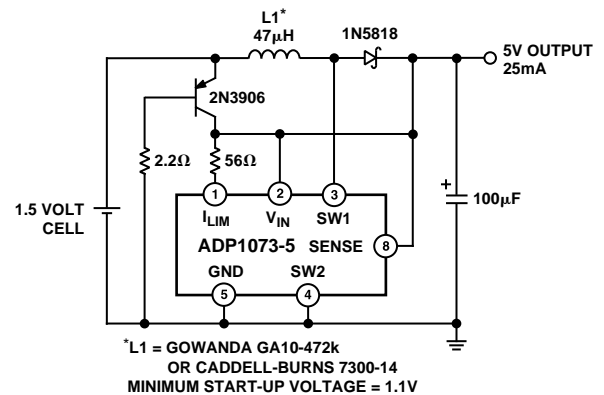 L1*
47μH
1N5818
5V OUTPUT
25mA
2N3906
2.2Ω
56Ω
1
2
3
+
100μF
1.5 VOLT
CELL
ILIM
VIN
SW1
ADP1073-5
SENSE
8
GND
SW2
5
4
*L1 = GOWANDA GA10-472k
OR CADDELL-BURNS 7300-14
MINIMUM START-UP VOLTAGE = 1.1V